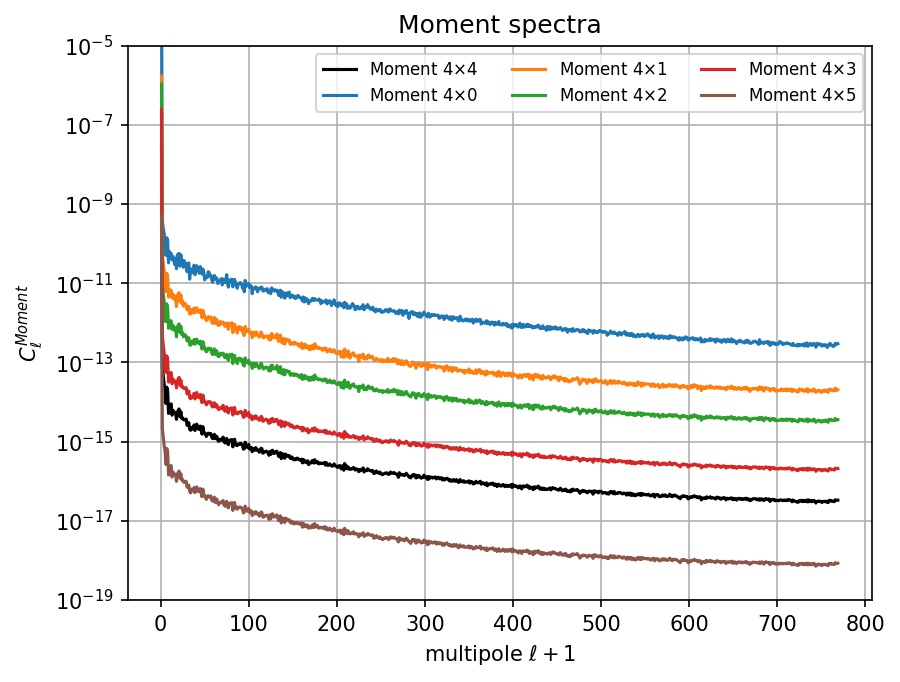 Moment spectra
Moment 4×4
Moment 4×0
Moment 4×1
Moment 4×2
Moment 4×3
Moment 4×5
10⁻⁵
10⁻⁷
10⁻⁹
10⁻¹¹
10⁻¹³
10⁻¹⁵
10⁻¹⁷
10⁻¹⁹
C_ℓ^Moment
0 100 200 300 400 500 600 700 800
multipole ℓ + 1